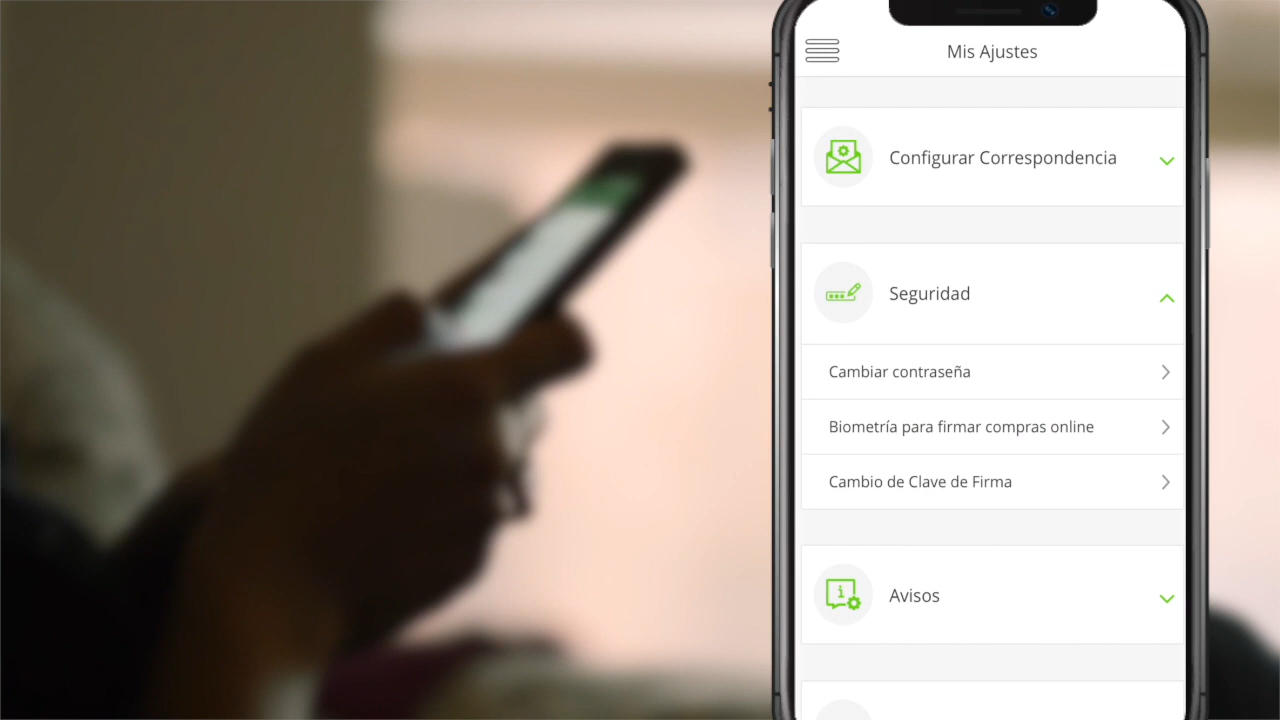 Mis Ajustes
Configurar Correspondencia
Seguridad
Cambiar contraseña
Biometría para firmar compras online
Cambio de Clave de Firma
Avisos